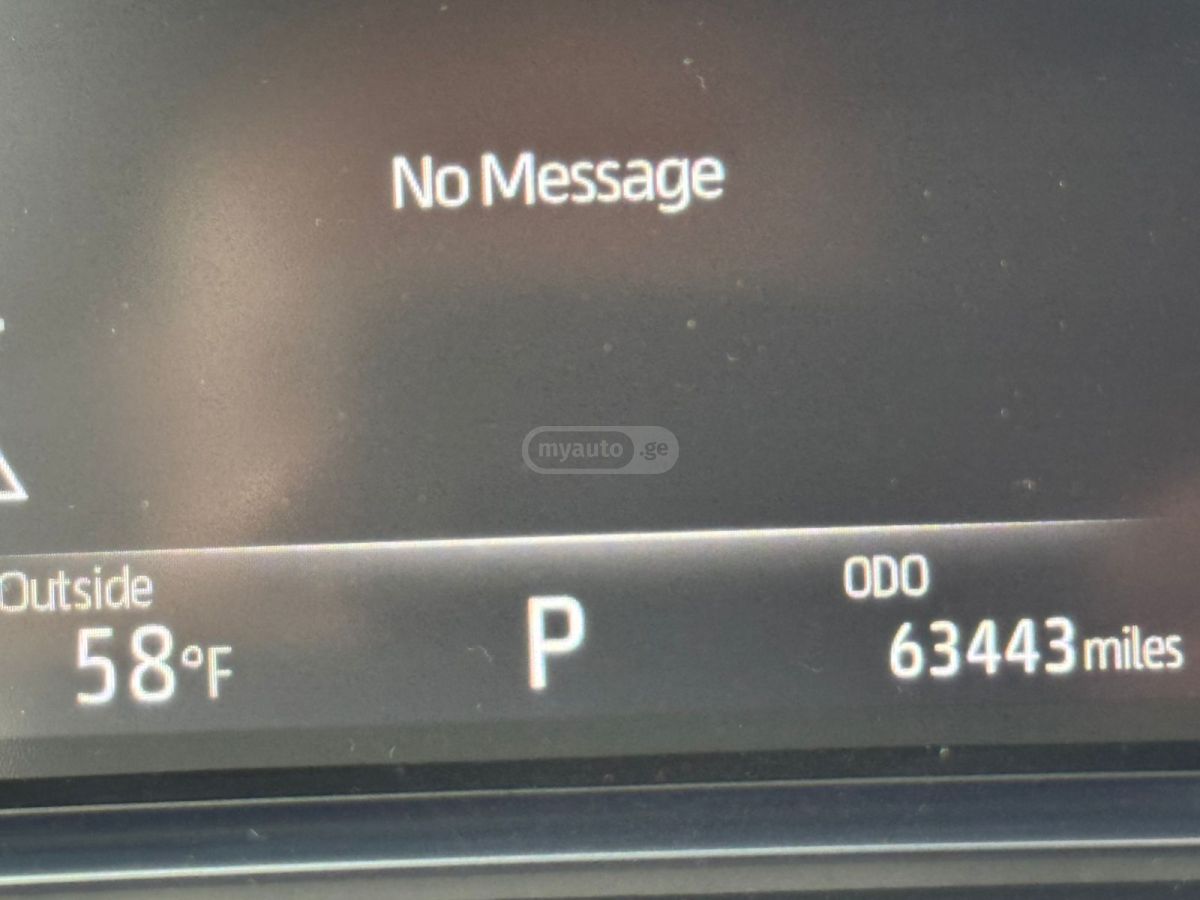 No Message
myauto.ge
Outside
58°F
P
ODO
63443 miles